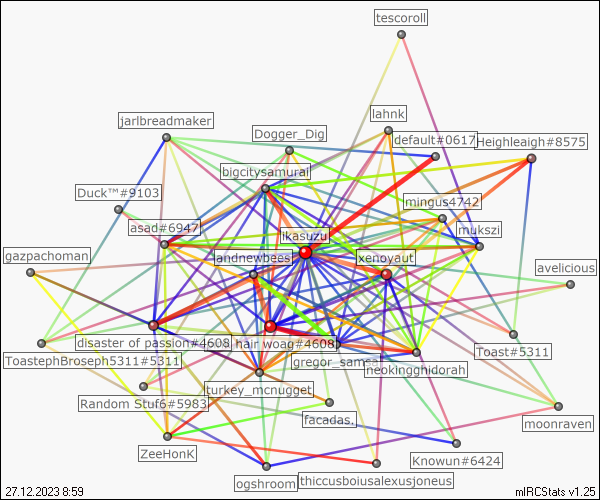 tescoroll
lahnk
jarlbreadmaker
Dogger_Dig
default#0617
Heighleaigh#8575
bigcitysamurai
Duck™#9103
mingus4742
asad#6947
mukszi
ikasuzu
gazpachoman
landnewbees
xenoyaut
avelicious
disaster of passion#4608
hair woag#4608
Toast#5311
ToastephBroseph5311#5311
gregor_samsa
neokingghidorah
turkey_mcnugget
Random Stuf6#5983
facadas.
moonraven
ZeeHonK
Knowun#6424
ogshroom
thiccusboiusalexusjoneus
27.12.2023 8:59
mIRCStats v1.25